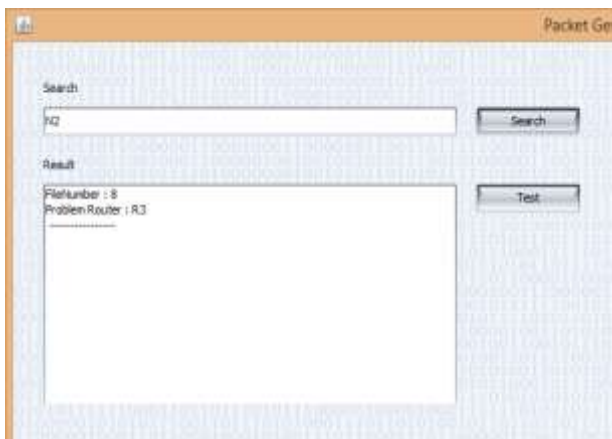 Packet Ge
Search
N2
Search
Result
FileNumber : 8
Problem Router : R3
----------------
Test